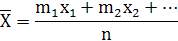 X̅ = (m₁x₁ + m₂x₂ + ⋯) / n